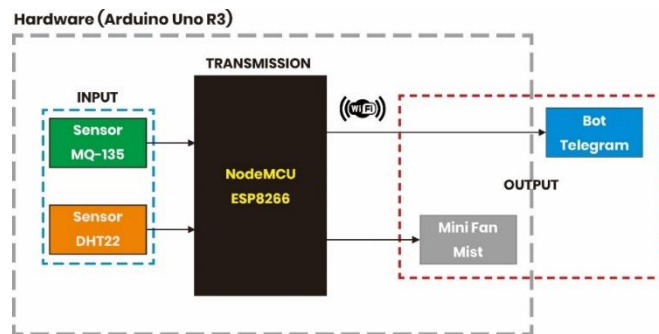 Hardware (Arduino Uno R3)
TRANSMISSION
INPUT
Sensor
MQ-135
Sensor
DHT22
NodeMCU
ESP8266
WiFi
Bot
Telegram
OUTPUT
Mini Fan
Mist